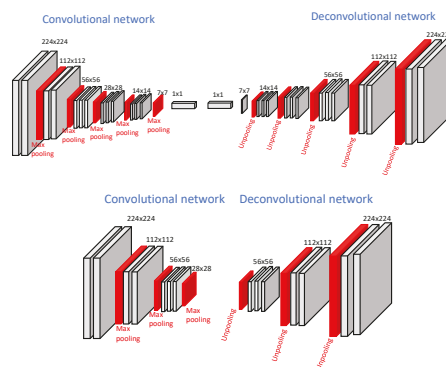 Convolutional network
Deconvolutional network
224x224
224x22
112x112
112x112
56x56
56x56
28x28
14x14
14x14
7x7
7x7
1x1
1x1
Max
pooling
Max
pooling
Max
pooling
Max
pooling
Max
pooling
Unpooling
Unpooling
Unpooling
Unpooling
Unpooling
Convolutional network
Deconvolutional network
224x224
224x224
112x112
112x112
56x56
56x56
28x28
Max
pooling
Max
pooling
Max
pooling
Unpooling
Unpooling
Inpooling